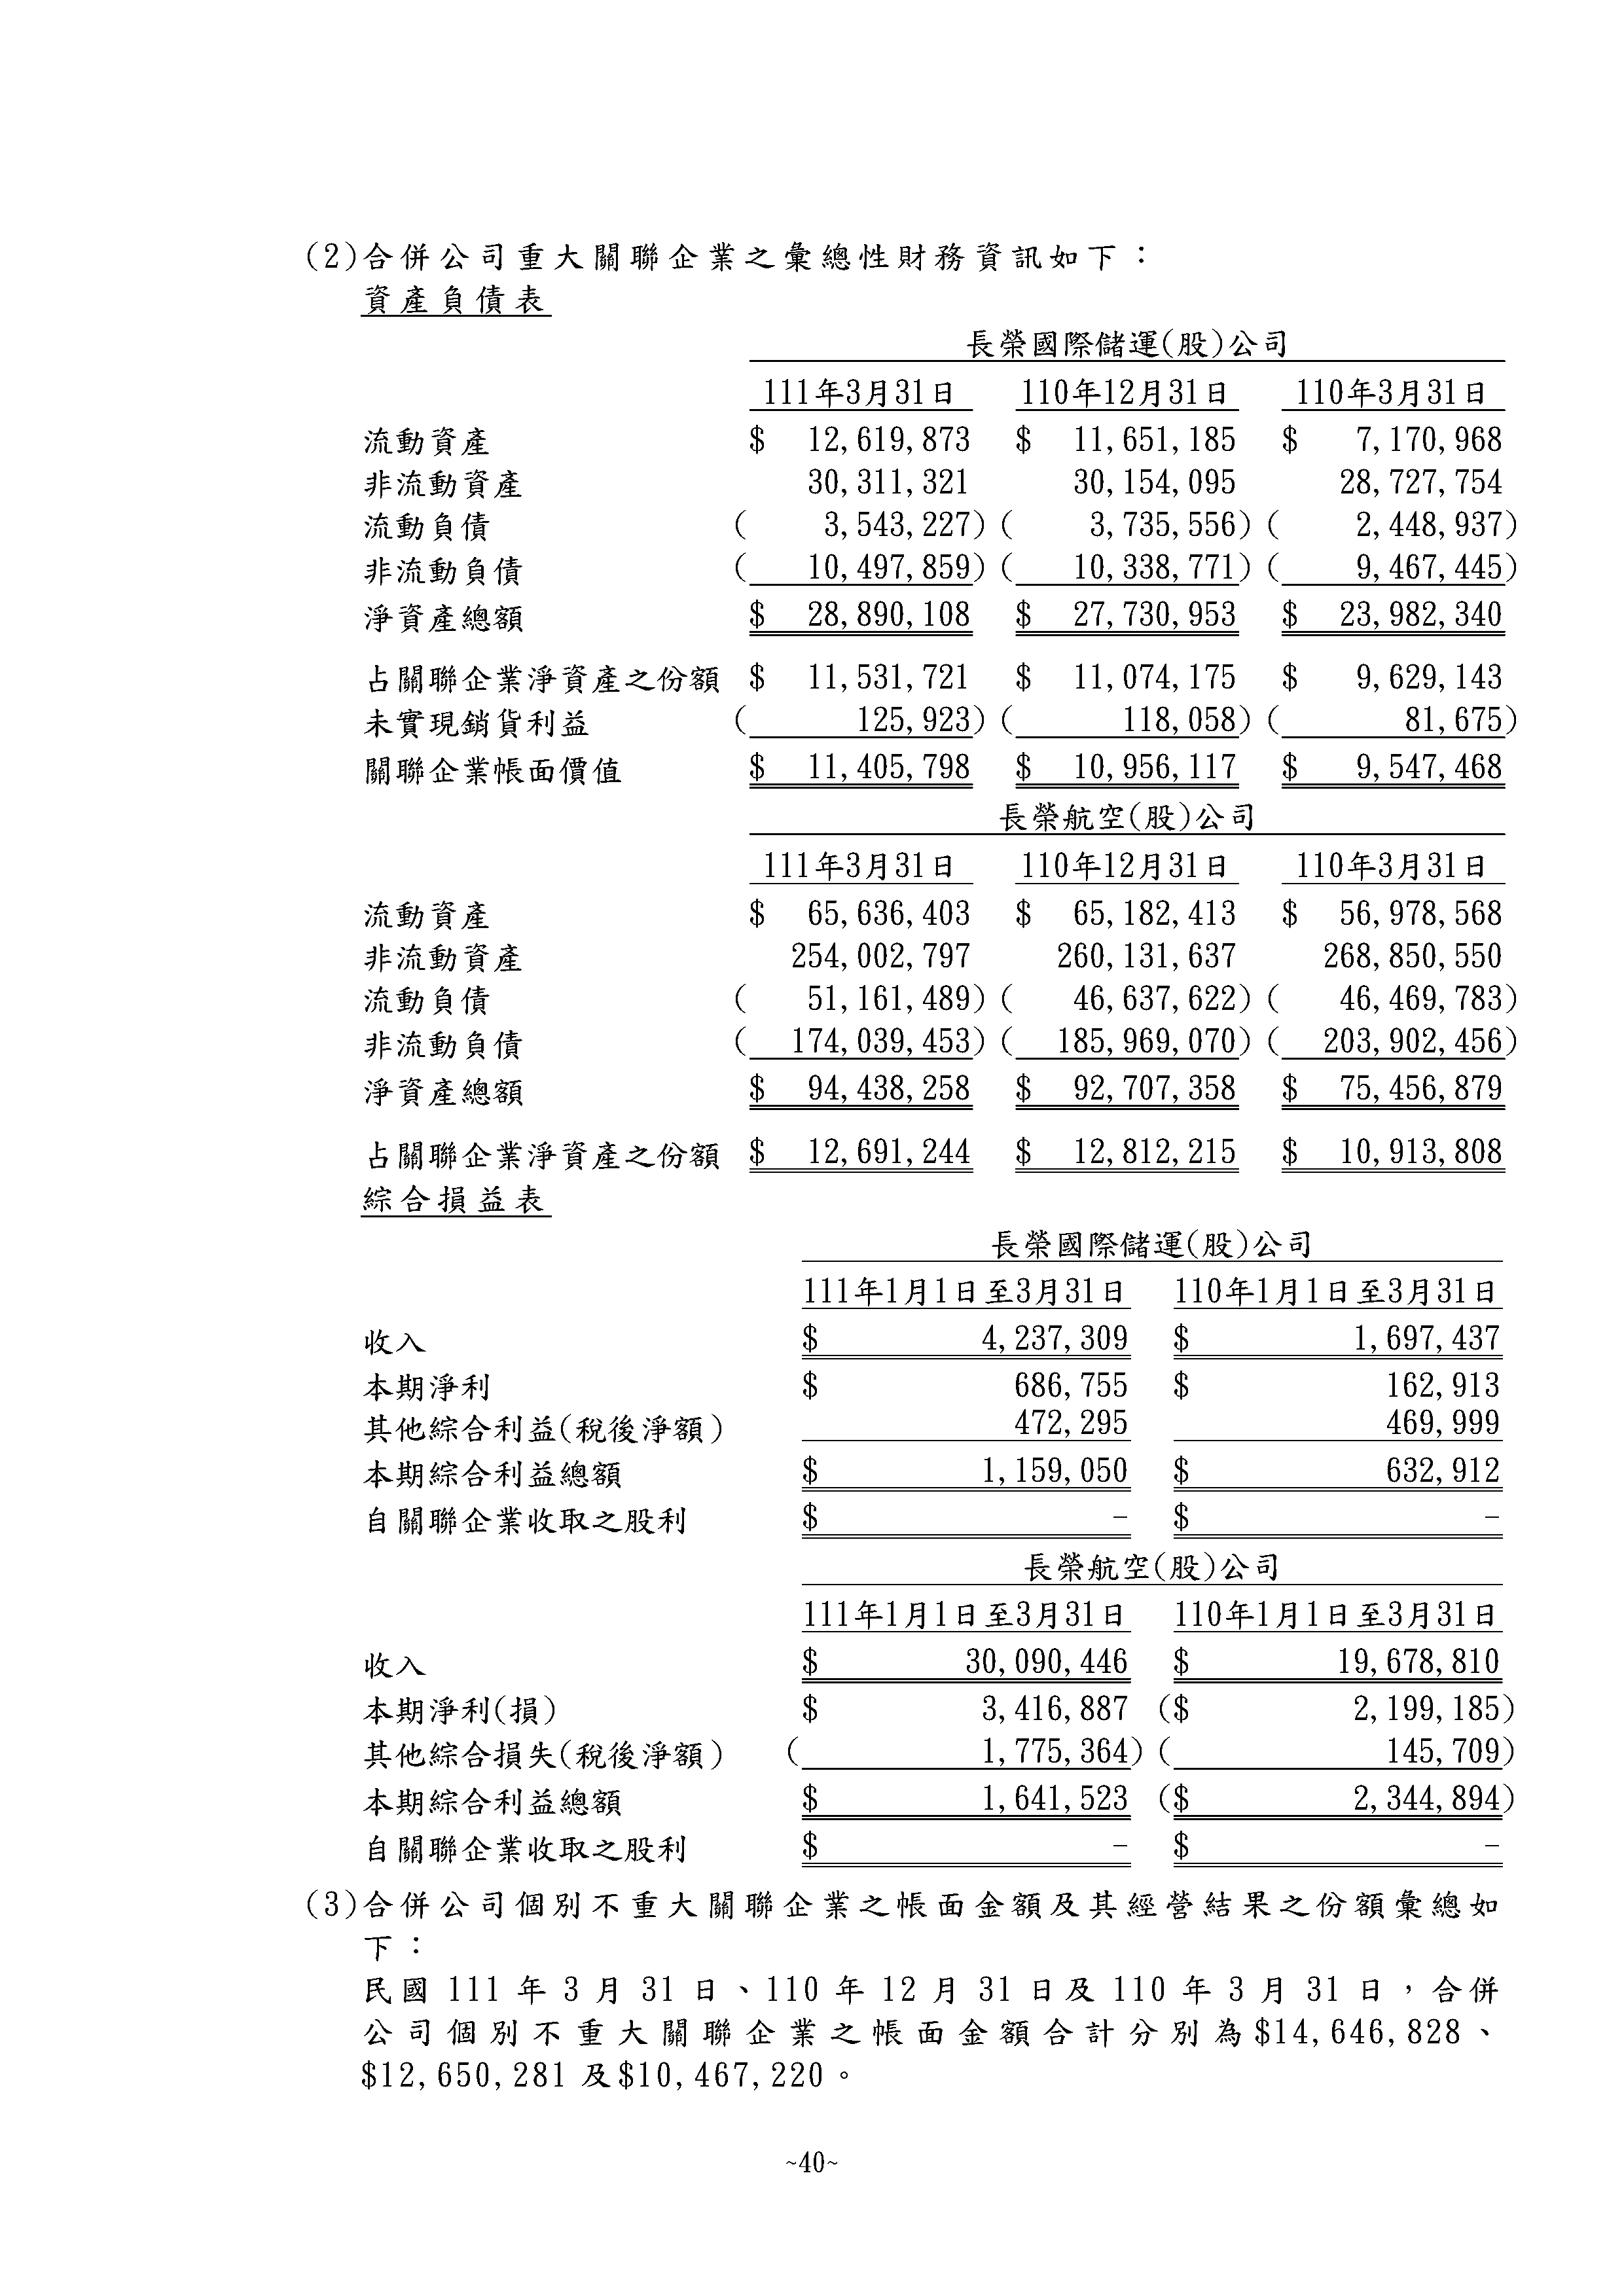 (2)合併公司重大關聯企業之彙總性財務資訊如下：
資產負債表
長榮國際儲運(股)公司
111年3月31日 110年12月31日 110年3月31日
流動資產 $ 12,619,873 $ 11,651,185 $ 7,170,968
非流動資產 30,311,321 30,154,095 28,727,754
流動負債 ( 3,543,227) ( 3,735,556) ( 2,448,937)
非流動負債 ( 10,497,859) ( 10,338,771) ( 9,467,445)
淨資產總額 $ 28,890,108 $ 27,730,953 $ 23,982,340
占關聯企業淨資產之份額 $ 11,531,721 $ 11,074,175 $ 9,629,143
未實現銷貨利益 ( 125,923) ( 118,058) ( 81,675)
關聯企業帳面價值 $ 11,405,798 $ 10,956,117 $ 9,547,468
長榮航空(股)公司
111年3月31日 110年12月31日 110年3月31日
流動資產 $ 65,636,403 $ 65,182,413 $ 56,978,568
非流動資產 254,002,797 260,131,637 268,850,550
流動負債 ( 51,161,489) ( 46,637,622) ( 46,469,783)
非流動負債 ( 174,039,453) ( 185,969,070) ( 203,902,456)
淨資產總額 $ 94,438,258 $ 92,707,358 $ 75,456,879
占關聯企業淨資產之份額 $ 12,691,244 $ 12,812,215 $ 10,913,808
綜合損益表
長榮國際儲運(股)公司
111年1月1日至3月31日 110年1月1日至3月31日
收入 $ 4,237,309 $ 1,697,437
本期淨利 $ 686,755 $ 162,913
其他綜合利益(稅後淨額) 472,295 469,999
本期綜合利益總額 $ 1,159,050 $ 632,912
自關聯企業收取之股利 $ - $ -
長榮航空(股)公司
111年1月1日至3月31日 110年1月1日至3月31日
收入 $ 30,090,446 $ 19,678,810
本期淨利(損) $ 3,416,887 ($ 2,199,185)
其他綜合損失(稅後淨額) ( 1,775,364) ( 145,709)
本期綜合利益總額 $ 1,641,523 ($ 2,344,894)
自關聯企業收取之股利 $ - $ -
(3)合併公司個別不重大關聯企業之帳面金額及其經營結果之份額彙總如
下：
民國 111 年 3 月 31 日、110 年 12 月 31 日及 110 年 3 月 31 日，合併
公司個別不重大關聯企業之帳面金額合計分別為$14,646,828、
$12,650,281 及$10,467,220。
~40~